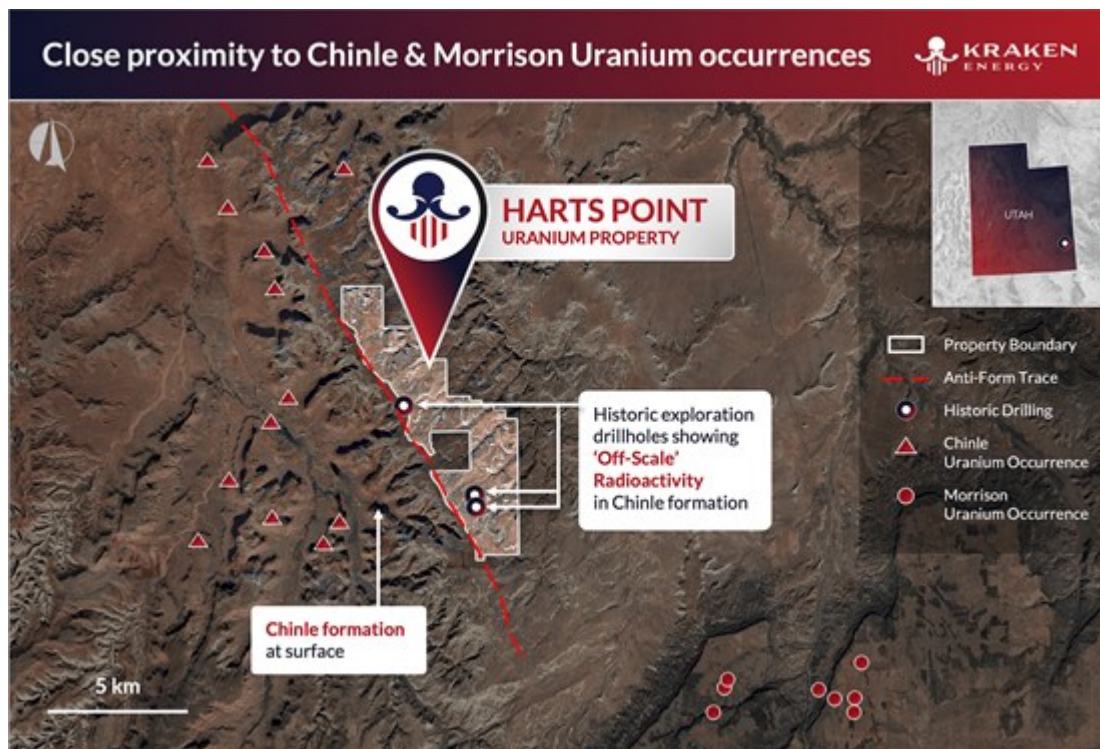 Close proximity to Chinle & Morrison Uranium occurrences
KRAKEN
ENERGY
HARTS POINT
URANIUM PROPERTY
UTAH
Property Boundary
Anti-Form Trace
Historic Drilling
Chinle
Uranium Occurrence
Morrison
Uranium Occurrence
Historic exploration
drillholes showing
‘Off-Scale’
Radioactivity
in Chinle formation
Chinle formation
at surface
5 km